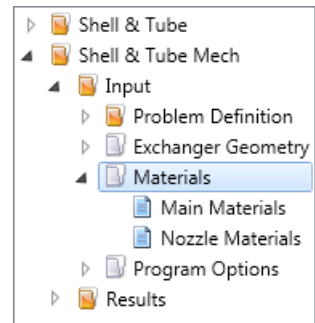 Shell & Tube
Shell & Tube Mech
Input
Problem Definition
Exchanger Geometry
Materials
Main Materials
Nozzle Materials
Program Options
Results